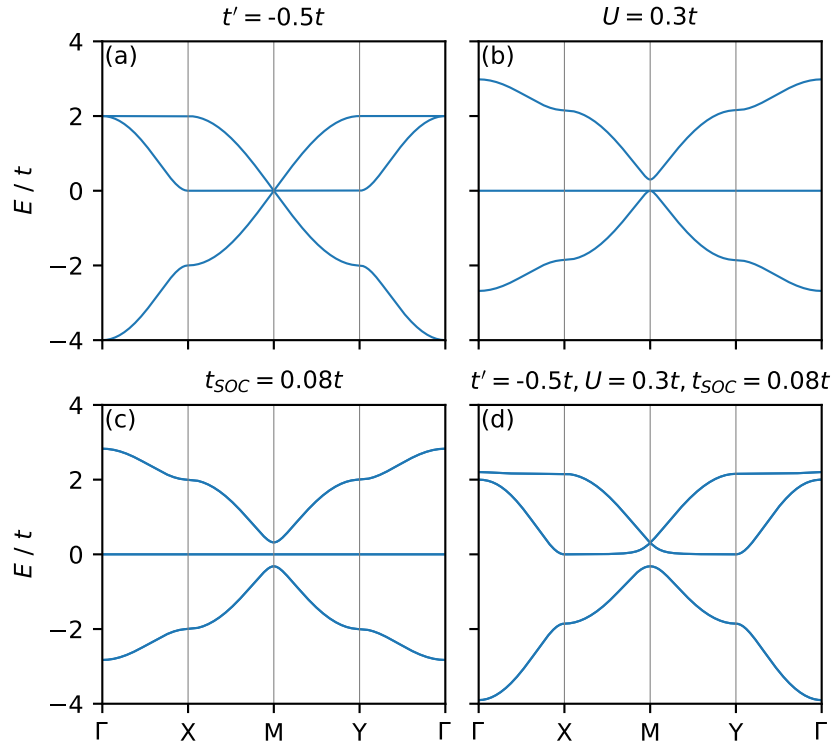 t′ = -0.5t
U = 0.3t
(a)
(b)
4
2
0
−2
−4
E / t
t_SOC = 0.08t
t′ = -0.5t, U = 0.3t, t_SOC = 0.08t
(c)
(d)
4
2
0
−2
−4
E / t
Γ X M Y Γ
Γ X M Y Γ